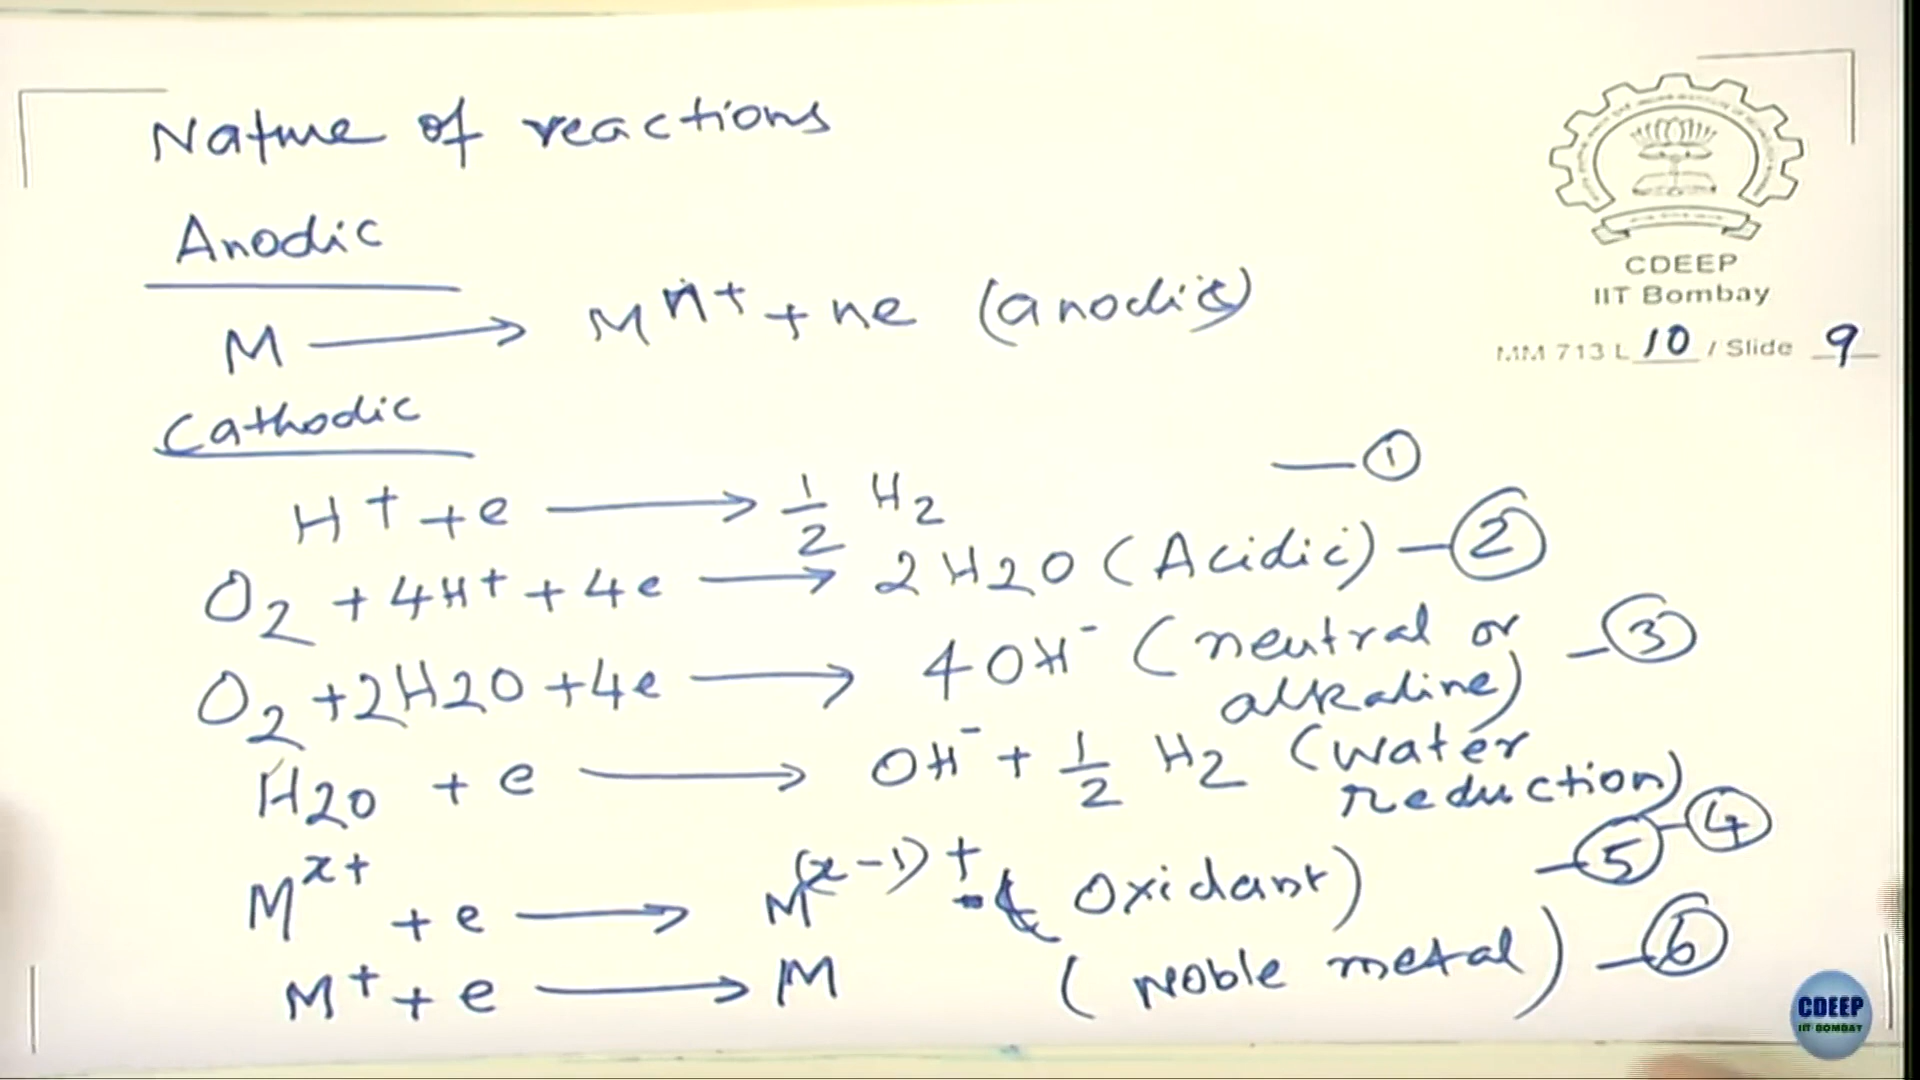 Nature of reactions
Anodic
M ⟶ Mⁿ⁺ + ne (anodic)
Cathodic
H⁺ + e ⟶ ½ H₂ — ①
O₂ + 4H⁺ + 4e ⟶ 2H₂O (Acidic) — ②
O₂ + 2H₂O + 4e ⟶ 4OH⁻ (neutral or alkaline) — ③
H₂O + e ⟶ OH⁻ + ½ H₂ (water reduction) — ④
Mˣ⁺ + e ⟶ M⁽ˣ⁻¹⁾⁺ (Oxidant) — ⑤
M⁺ + e ⟶ M (Noble metal) — ⑥
CDEEP
IIT Bombay
MM 713 L 10 / Slide 9
CDEEP
IIT BOMBAY